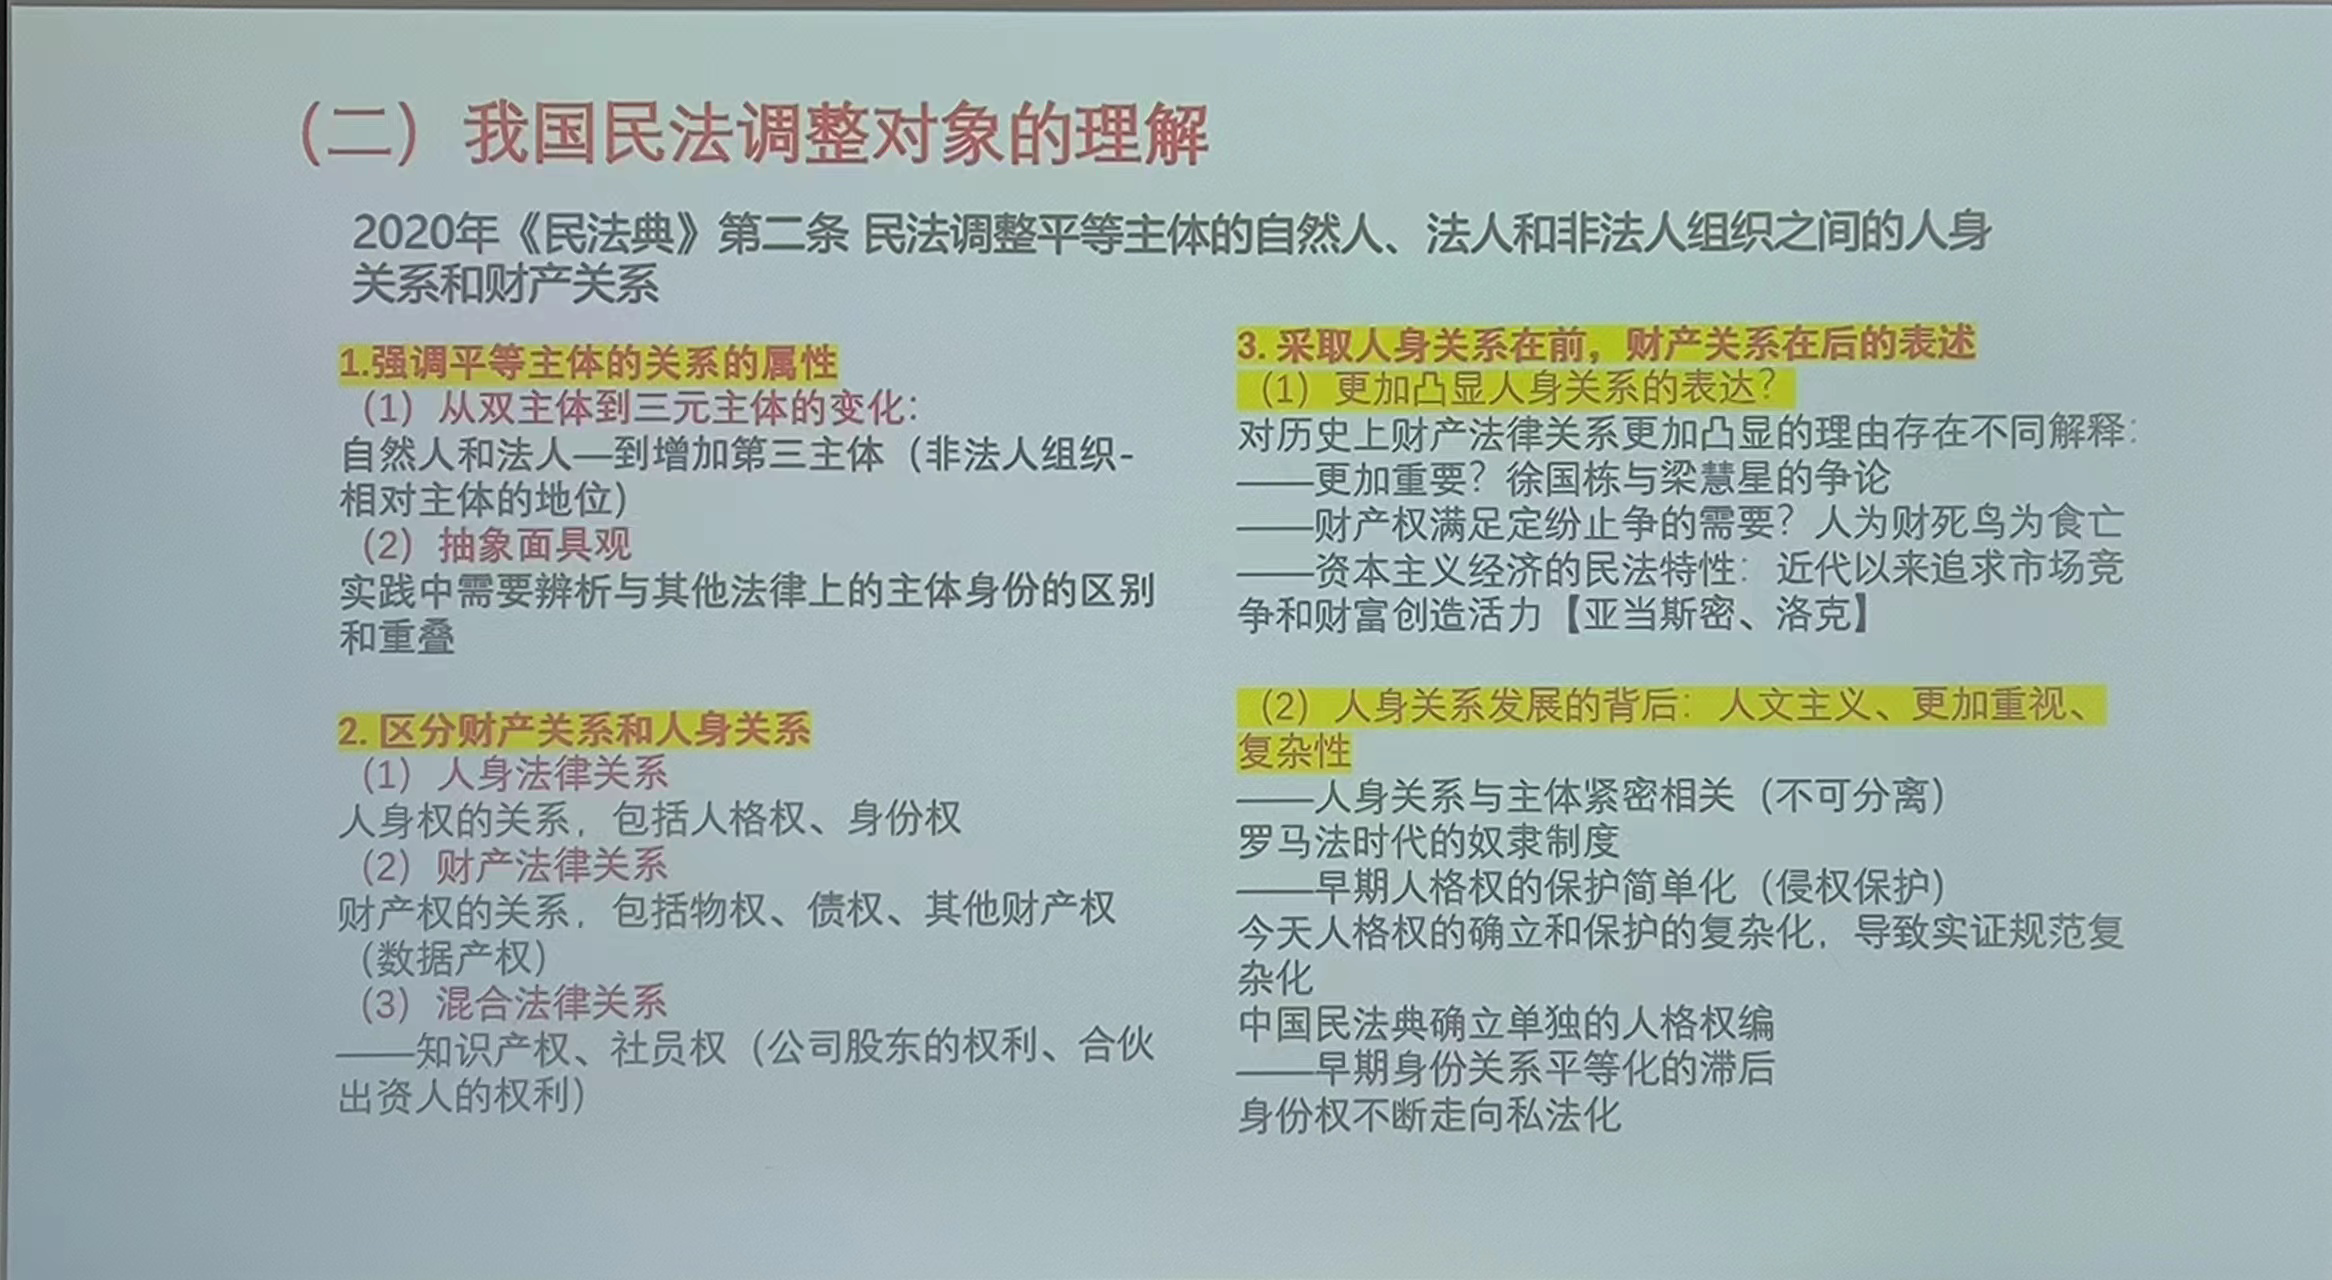 （二）我国民法调整对象的理解
2020年《民法典》第二条 民法调整平等主体的自然人、法人和非法人组织之间的人身
关系和财产关系
1.强调平等主体的关系的属性
（1）从双主体到三元主体的变化：
自然人和法人—到增加第三主体（非法人组织-
相对主体的地位）
（2）抽象面具观
实践中需要辨析与其他法律上的主体身份的区别
和重叠
2. 区分财产关系和人身关系
（1）人身法律关系
人身权的关系，包括人格权、身份权
（2）财产法律关系
财产权的关系，包括物权、债权、其他财产权
（数据产权）
（3）混合法律关系
——知识产权、社员权（公司股东的权利、合伙
出资人的权利）
3. 采取人身关系在前，财产关系在后的表述
（1）更加凸显人身关系的表达？
对历史上财产法律关系更加凸显的理由存在不同解释：
——更加重要？徐国栋与梁慧星的争论
——财产权满足定纷止争的需要？人为财死鸟为食亡
——资本主义经济的民法特性：近代以来追求市场竞
争和财富创造活力【亚当斯密、洛克】
（2）人身关系发展的背后：人文主义、更加重视、
复杂性
——人身关系与主体紧密相关（不可分离）
罗马法时代的奴隶制度
——早期人格权的保护简单化（侵权保护）
今天人格权的确立和保护的复杂化，导致实证规范复
杂化
中国民法典确立单独的人格权编
——早期身份关系平等化的滞后
身份权不断走向私法化